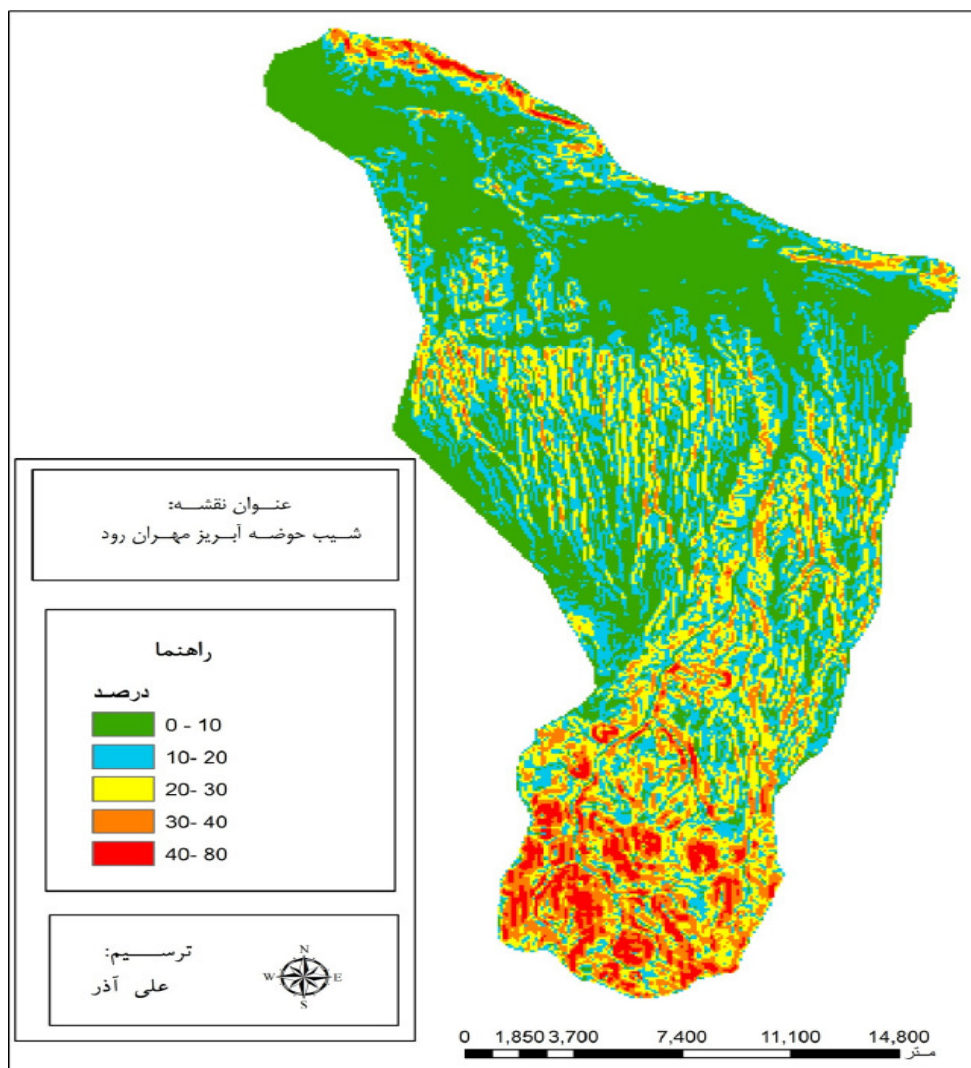 عنوان نقشه:
شیب حوضه آبریز مهران رود
راهنما
درصد
0 - 10
10- 20
20- 30
30- 40
40- 80
ترسیم:
علی آذر
N
W E
S
0 1,850 3,700 7,400 11,100 14,800
متر